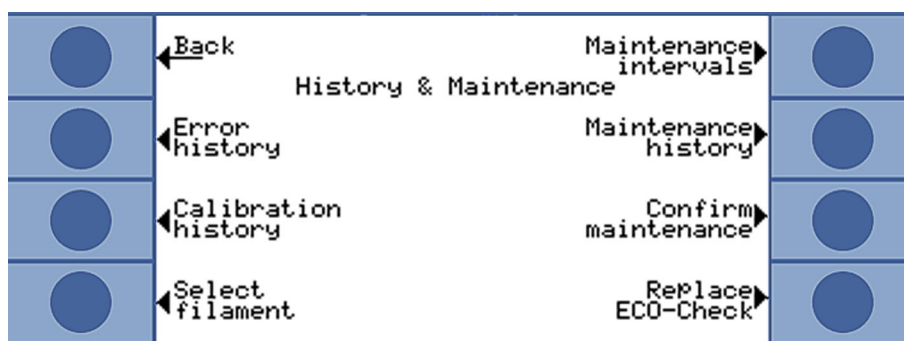 Back
Maintenance
intervals
History & Maintenance
Error
history
Maintenance
history
Calibration
history
Confirm
maintenance
Select
filament
Replace
ECO-Check